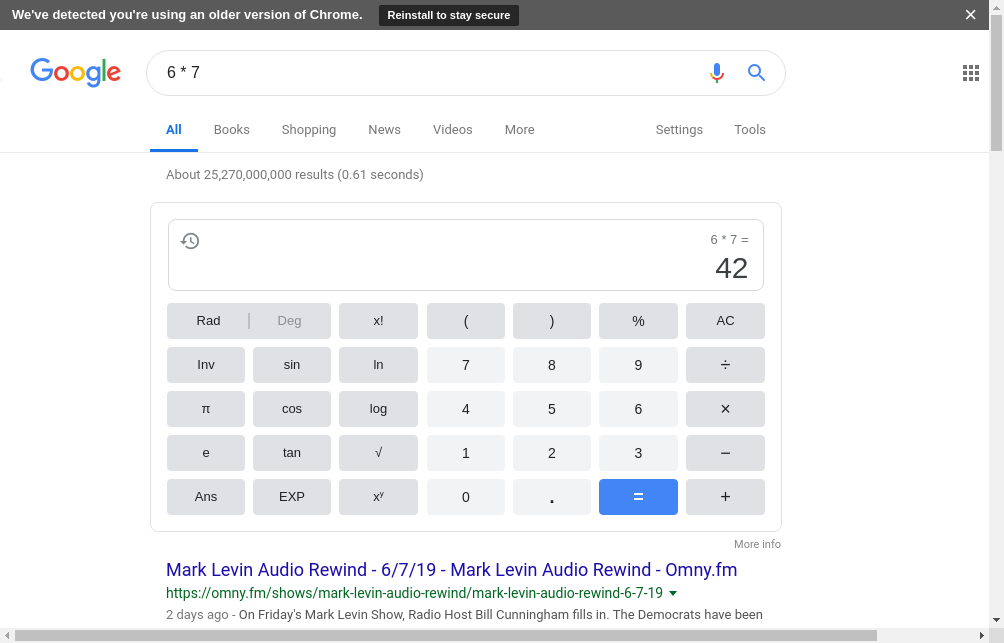 We've detected you're using an older version of Chrome. Reinstall to stay secure
Google 6 * 7
All Books Shopping News Videos More Settings Tools
About 25,270,000,000 results (0.61 seconds)
6 * 7 =
42
Rad Deg x! ( ) % AC
Inv sin ln 7 8 9 ÷
π cos log 4 5 6 ×
e tan √ 1 2 3 −
Ans EXP xʸ 0 . = +
More info
Mark Levin Audio Rewind - 6/7/19 - Mark Levin Audio Rewind - Omny.fm
https://omny.fm/shows/mark-levin-audio-rewind/mark-levin-audio-rewind-6-7-19
2 days ago - On Friday's Mark Levin Show, Radio Host Bill Cunningham fills in. The Democrats have been